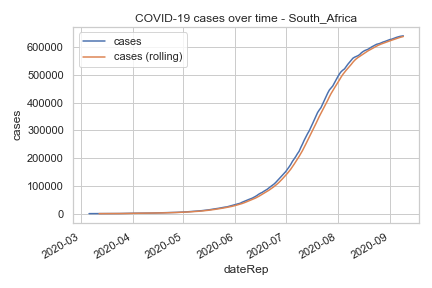 COVID-19 cases over time - South_Africa
cases
cases (rolling)
600000
500000
400000
300000
200000
100000
0
cases
2020-03
2020-04
2020-05
2020-06
2020-07
2020-08
2020-09
dateRep